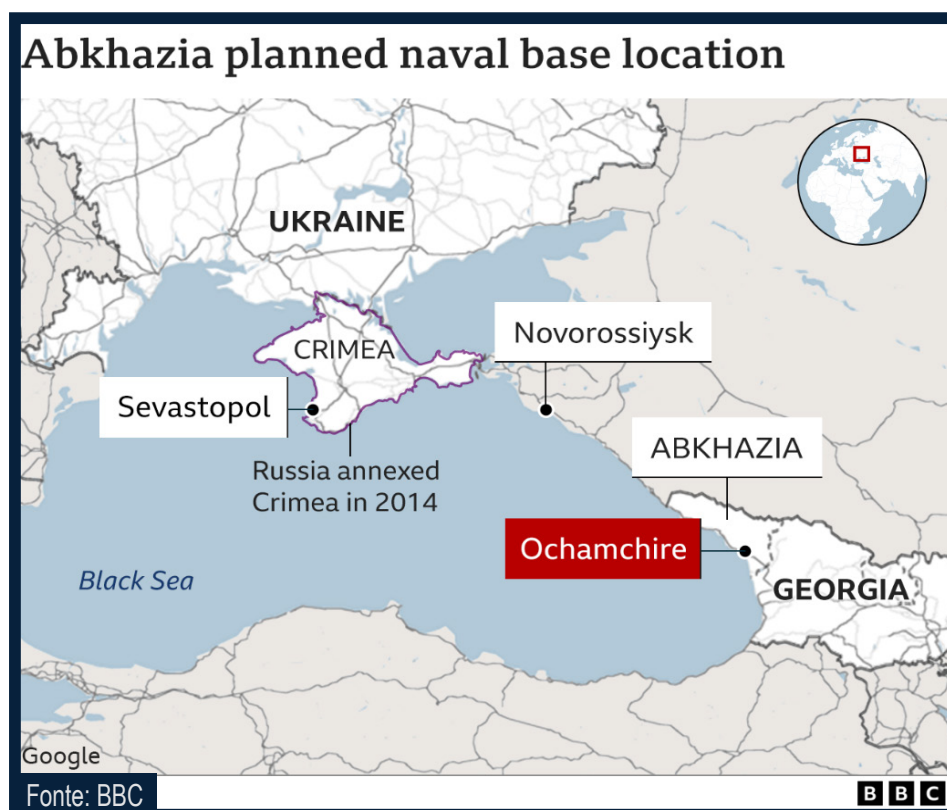 Abkhazia planned naval base location
UKRAINE
CRIMEA
Novorossiysk
Sevastopol
ABKHAZIA
Russia annexed
Crimea in 2014
Ochamchire
Black Sea
GEORGIA
Google
Fonte: BBC
BBC